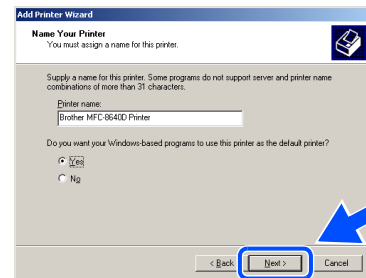 Add Printer Wizard
Name Your Printer
You must assign a name for this printer.
Supply a name for this printer. Some programs do not support server and printer name
combinations of more than 31 characters.
Printer name:
Brother MFC-8640D Printer
Do you want your Windows-based programs to use this printer as the default printer?
Yes
No
< Back Next > Cancel